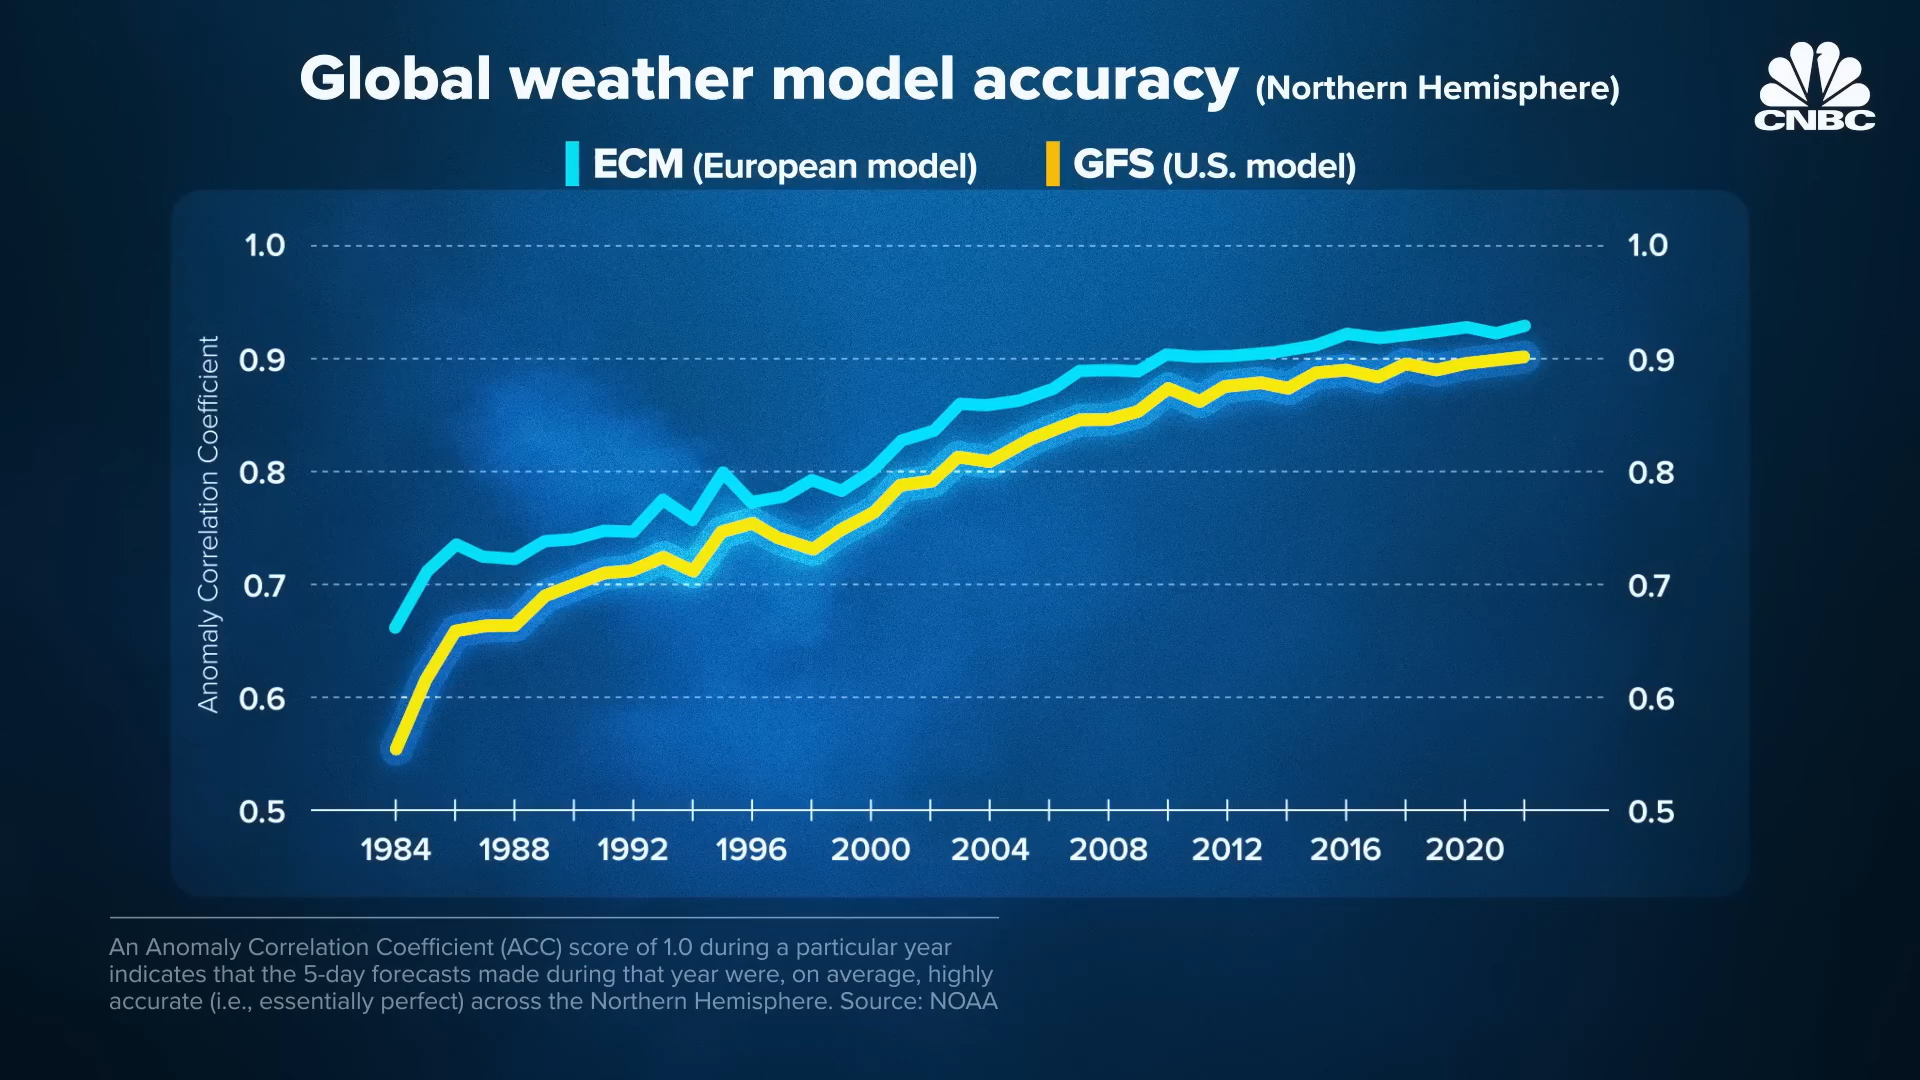 Global weather model accuracy (Northern Hemisphere)
CNBC
ECM (European model) GFS (U.S. model)
Anomaly Correlation Coefficient
1.0 1.0
0.9 0.9
0.8 0.8
0.7 0.7
0.6 0.6
0.5 0.5
1984 1988 1992 1996 2000 2004 2008 2012 2016 2020
An Anomaly Correlation Coefficient (ACC) score of 1.0 during a particular year
indicates that the 5-day forecasts made during that year were, on average, highly
accurate (i.e., essentially perfect) across the Northern Hemisphere. Source: NOAA